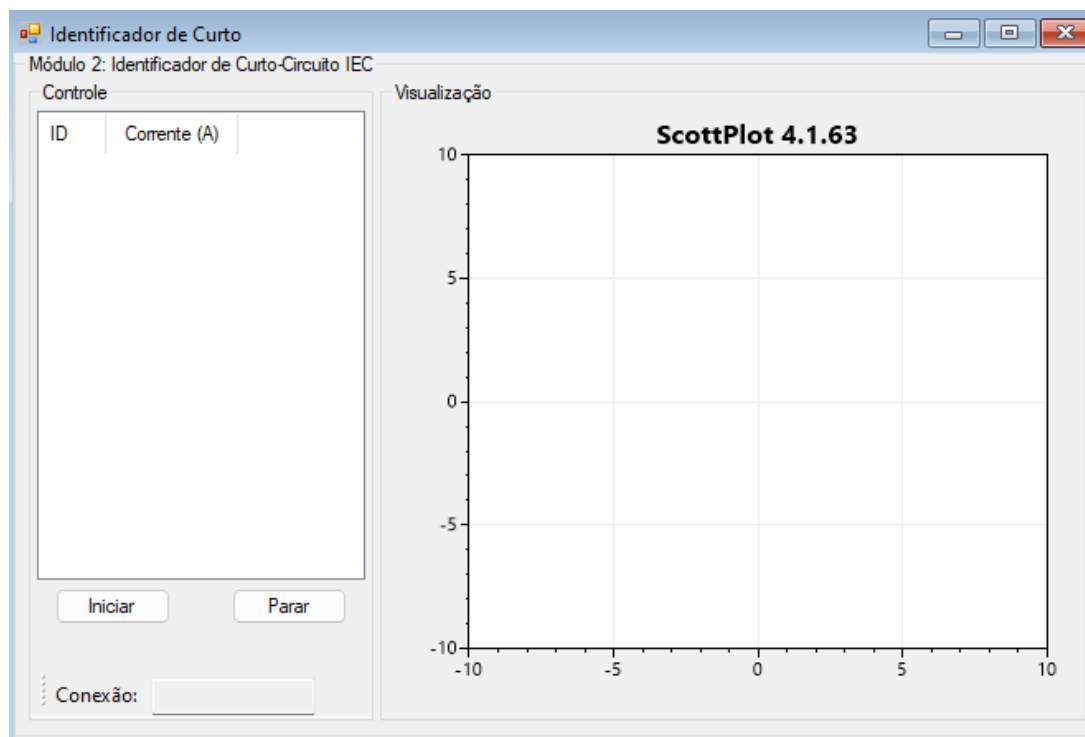 Identificador de Curto
Módulo 2: Identificador de Curto-Circuito IEC
Controle
Visualização
ID Corrente (A)
ScottPlot 4.1.63
10
5
0
-5
-10
-10 -5 0 5 10
Iniciar Parar
Conexão: